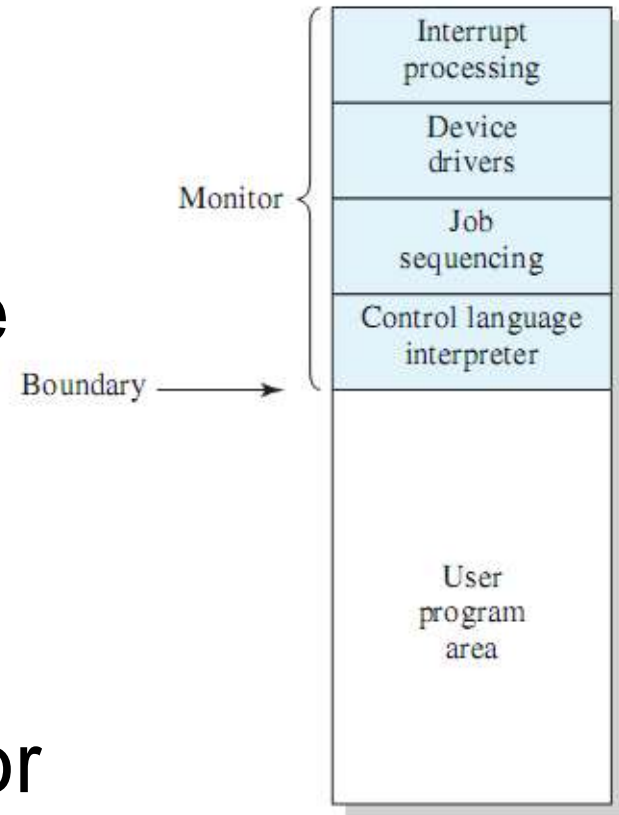 Interrupt
processing
Device
drivers
Monitor
Job
sequencing
Control language
interpreter
Boundary
User
program
area